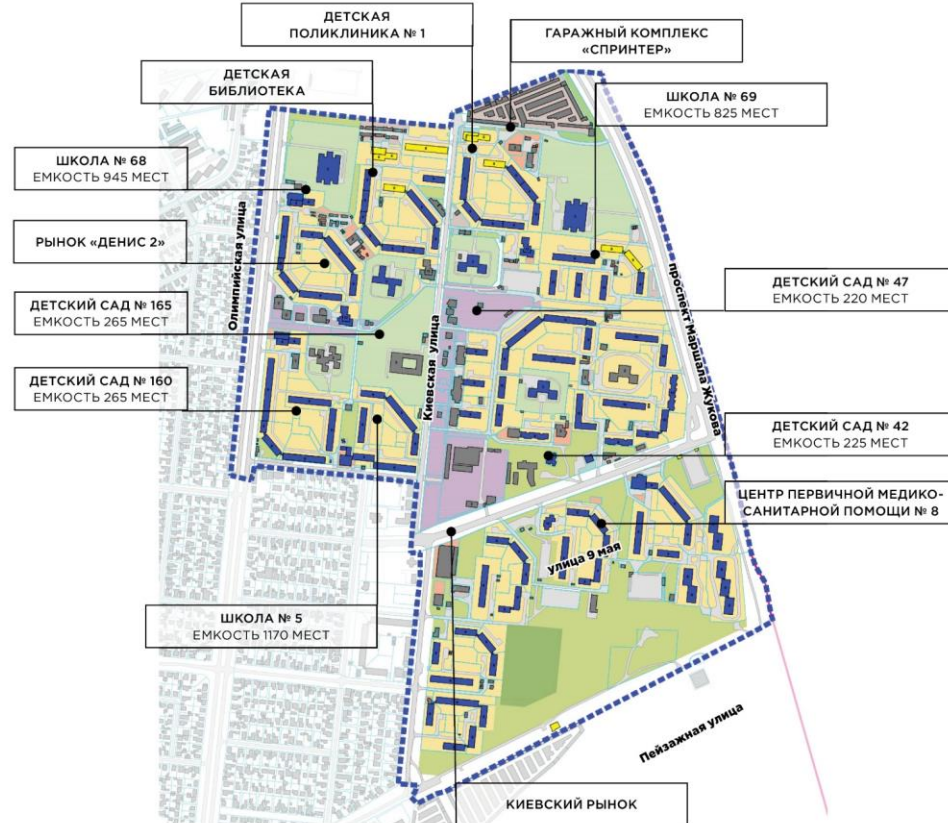 ДЕТСКАЯ
ПОЛИКЛИНИКА № 1
ГАРАЖНЫЙ КОМПЛЕКС
«СПРИНТЕР»
ДЕТСКАЯ
БИБЛИОТЕКА
ШКОЛА № 69
ЕМКОСТЬ 825 МЕСТ
ШКОЛА № 68
ЕМКОСТЬ 945 МЕСТ
РЫНОК «ДЕНИС 2»
Олимпийская улица
ДЕТСКИЙ САД № 165
ЕМКОСТЬ 265 МЕСТ
Киевская улица
проспект Маршала Жукова
ДЕТСКИЙ САД № 47
ЕМКОСТЬ 220 МЕСТ
ДЕТСКИЙ САД № 160
ЕМКОСТЬ 265 МЕСТ
ДЕТСКИЙ САД № 42
ЕМКОСТЬ 225 МЕСТ
ЦЕНТР ПЕРВИЧНОЙ МЕДИКО-
САНИТАРНОЙ ПОМОЩИ № 8
улица 9 мая
ШКОЛА № 5
ЕМКОСТЬ 1170 МЕСТ
Пейзажная улица
КИЕВСКИЙ РЫНОК